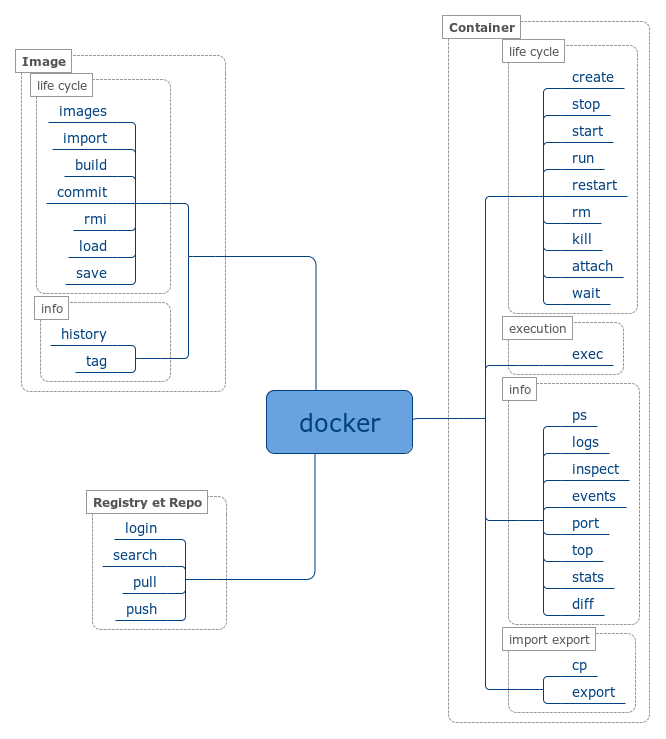 Image
life cycle
images
import
build
commit
rmi
load
save
info
history
tag
docker
Registry et Repo
login
search
pull
push
Container
life cycle
create
stop
start
run
restart
rm
kill
attach
wait
execution
exec
info
ps
logs
inspect
events
port
top
stats
diff
import export
cp
export